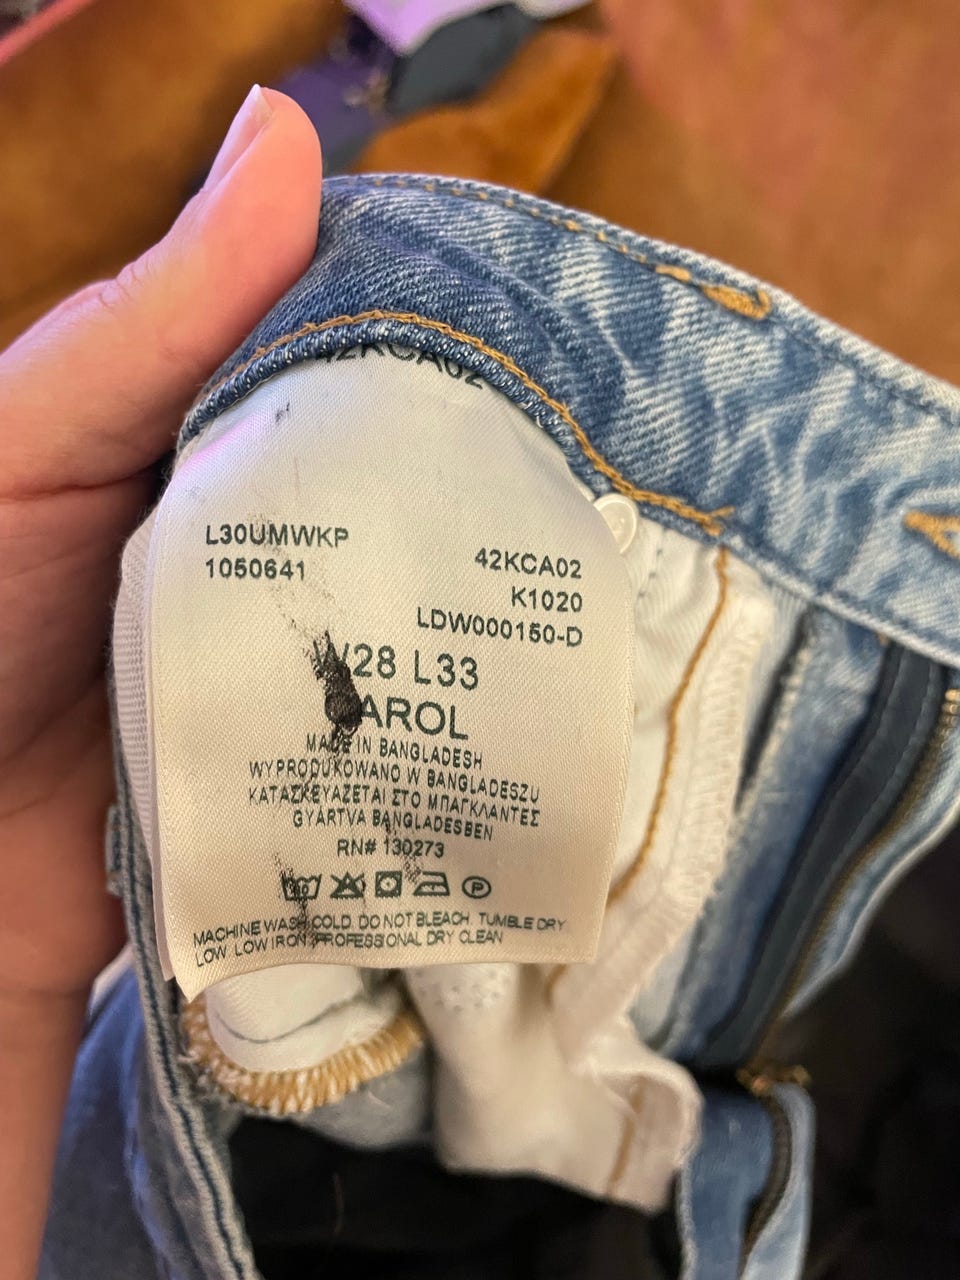 42KCA02
L30UMWKP
1050641
42KCA02
K1020
LDW000150-D
W28 L33
CAROL
MADE IN BANGLADESH
WYPRODUKOWANO W BANGLADESZU
ΚΑΤΑΣΚΕΥΑΖΕΤΑΙ ΣΤΟ ΜΠΑΓΚΛΑΝΤΕΣ
GYÁRTVA BANGLADESBEN
RN# 130273
P
MACHINE WASH COLD. DO NOT BLEACH. TUMBLE DRY
LOW. LOW IRON. PROFESSIONAL DRY CLEAN